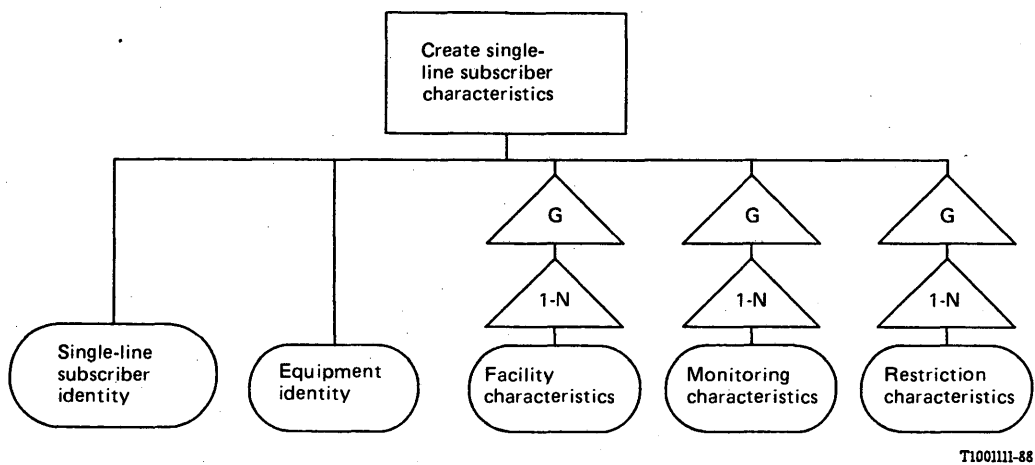 Create single-
line subscriber
characteristics
G
G
G
1-N
1-N
1-N
Single-line
subscriber
identity
Equipment
identity
Facility
characteristics
Monitoring
characteristics
Restriction
characteristics
T1001111-88